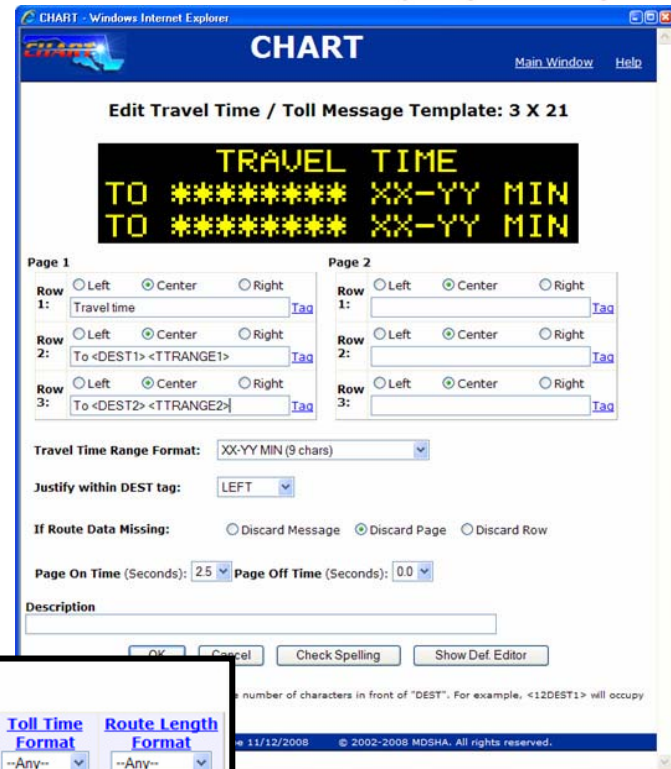 CHART - Windows Internet Explorer
CHART
CHART
Main Window Help
Edit Travel Time / Toll Message Template: 3 X 21
TRAVEL TIME
TO ******** XX-YY MIN
TO ******** XX-YY MIN
Page 1
Row 1: Left Center Right
Travel time Tag
Row 2: Left Center Right
To <DEST1> <TTRANGE1> Tag
Row 3: Left Center Right
To <DEST2> <TTRANGE2> Tag
Page 2
Row 1: Left Center Right
Tag
Row 2: Left Center Right
Tag
Row 3: Left Center Right
Tag
Travel Time Range Format: XX-YY MIN (9 chars)
Justify within DEST tag: LEFT
If Route Data Missing: Discard Message Discard Page Discard Row
Page On Time (Seconds): 2.5 Page Off Time (Seconds): 0.0
Description
OK Cancel Check Spelling Show Def. Editor
number of characters in front of "DEST". For example, <12DEST1> will occupy
11/12/2008 © 2002-2008 MDSHA. All rights reserved.
Toll Time Format
--Any--
Route Length Format
--Any--